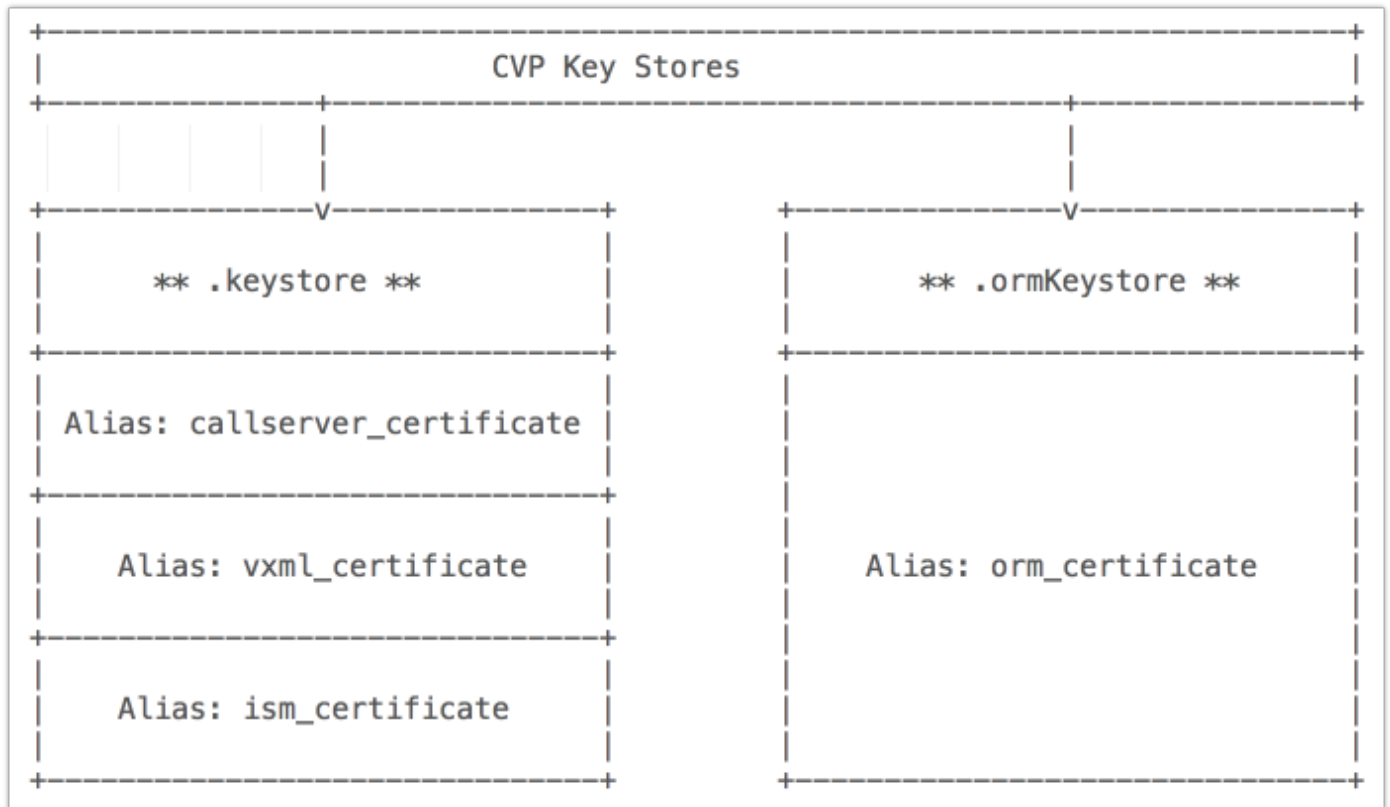 CVP Key Stores
** .keystore **
Alias: callserver_certificate
Alias: vxml_certificate
Alias: ism_certificate
** .ormKeystore **
Alias: orm_certificate